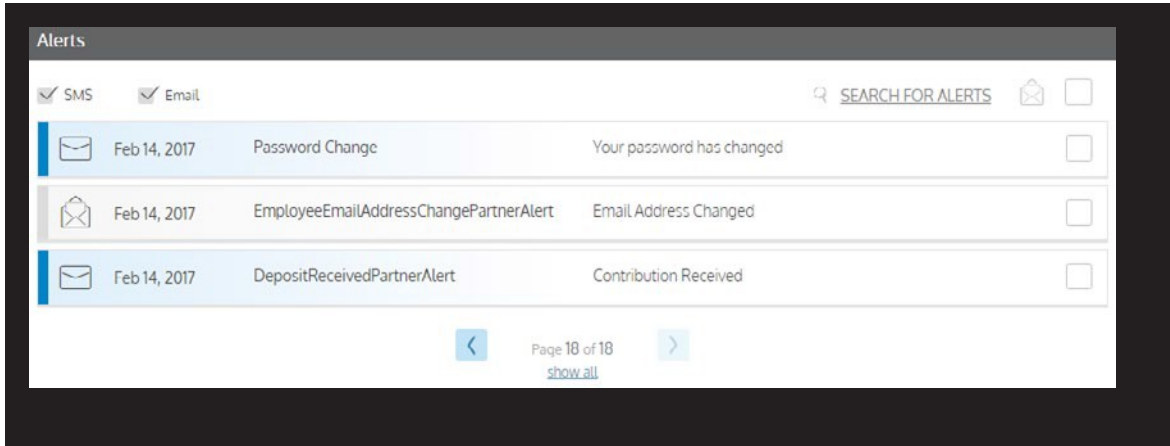 Alerts
SMS Email SEARCH FOR ALERTS
Feb 14, 2017 Password Change Your password has changed
Feb 14, 2017 EmployeeEmailAddressChangePartnerAlert Email Address Changed
Feb 14, 2017 DepositReceivedPartnerAlert Contribution Received
Page 18 of 18
show all